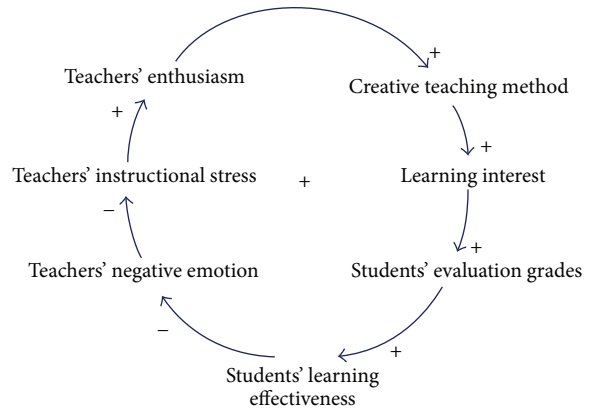 +
Teachers’ enthusiasm
Creative teaching method
+
+
Teachers’ instructional stress
+
Learning interest
−
+
Teachers’ negative emotion
Students’ evaluation grades
−
+
Students’ learning
effectiveness